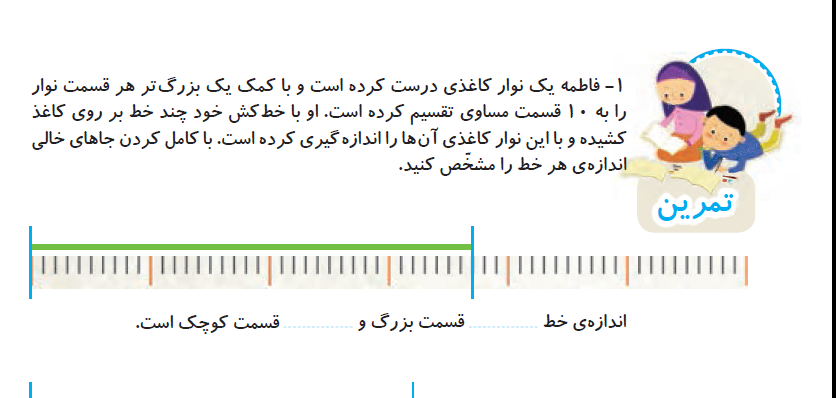 ۱- فاطمه یک نوار کاغذی درست کرده است و با کمک یک بزرگ‌تر هر قسمت نوار
را به ۱۰ قسمت مساوی تقسیم کرده است. او با خط‌کش خود چند خط بر روی کاغذ
کشیده و با این نوار کاغذی آن‌ها را اندازه‌گیری کرده است. با کامل کردن جاهای خالی
اندازه‌ی هر خط را مشخّص کنید.
تمرین
اندازه‌ی خط .......... قسمت بزرگ و .......... قسمت کوچک است.